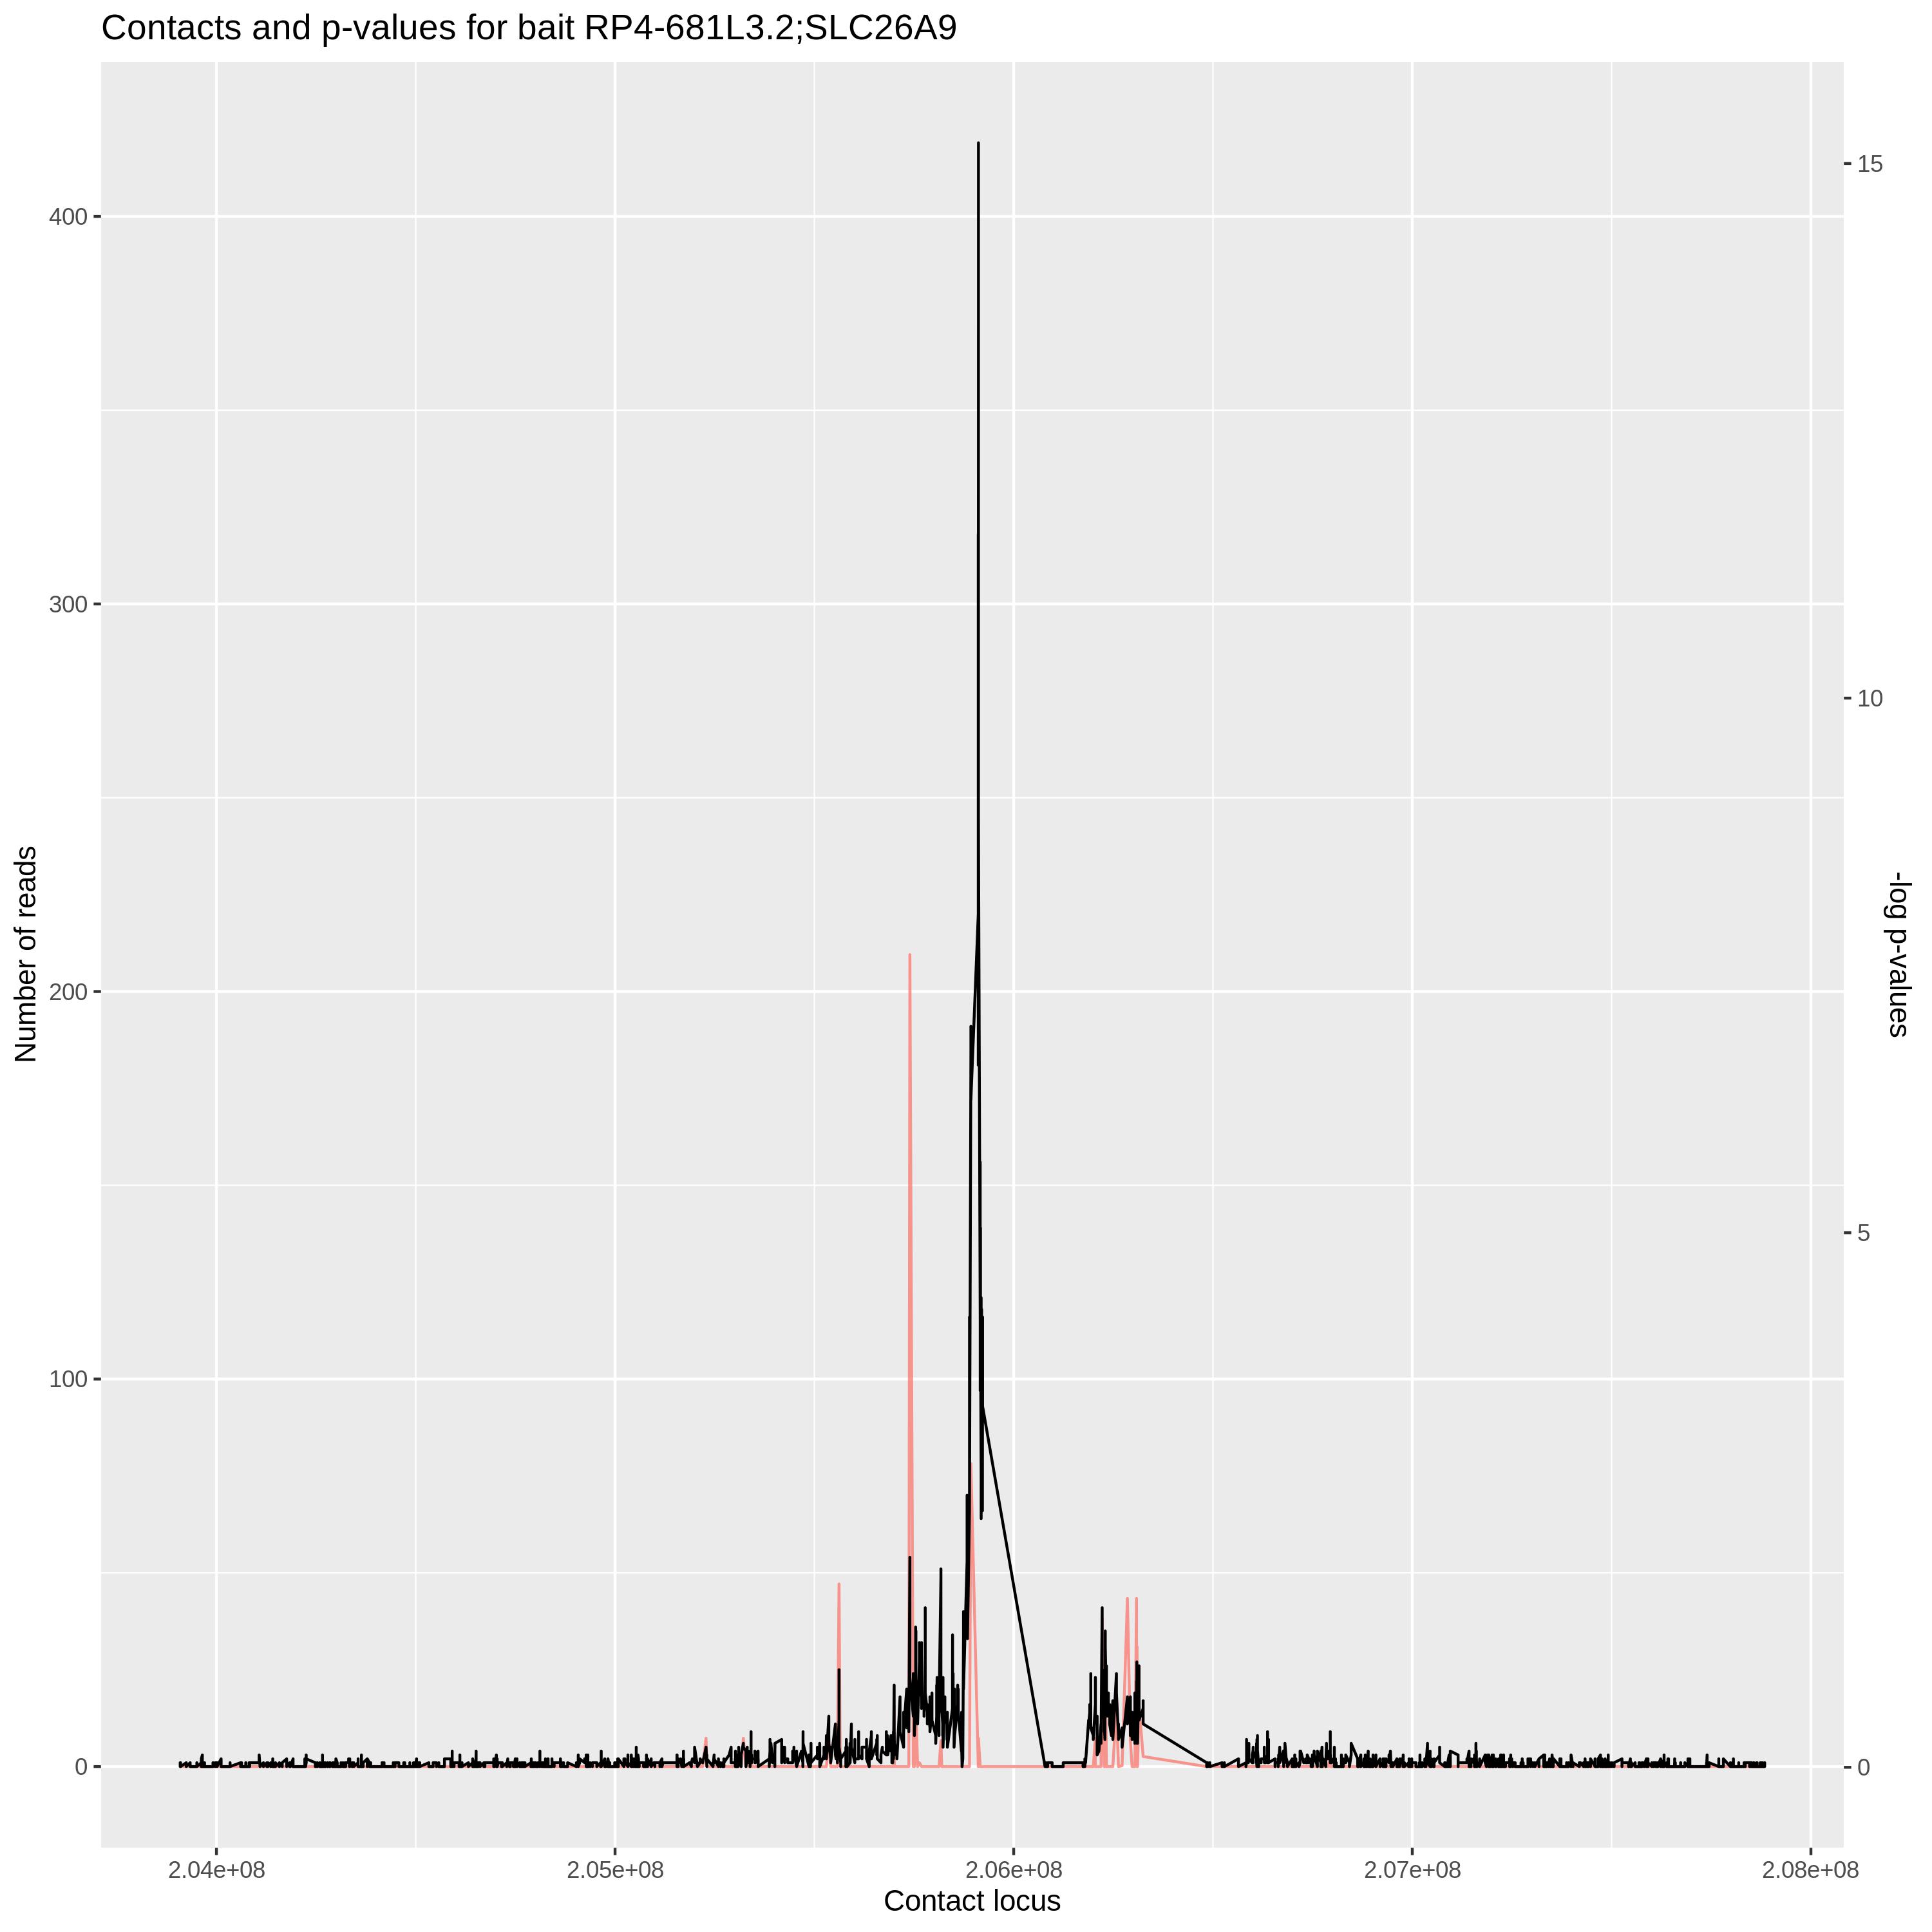 Contacts and p-values for bait RP4-681L3.2;SLC26A9
400
300
200
100
0
Number of reads
15
10
5
0
-log p-values
2.04e+08
2.05e+08
2.06e+08
2.07e+08
2.08e+08
Contact locus